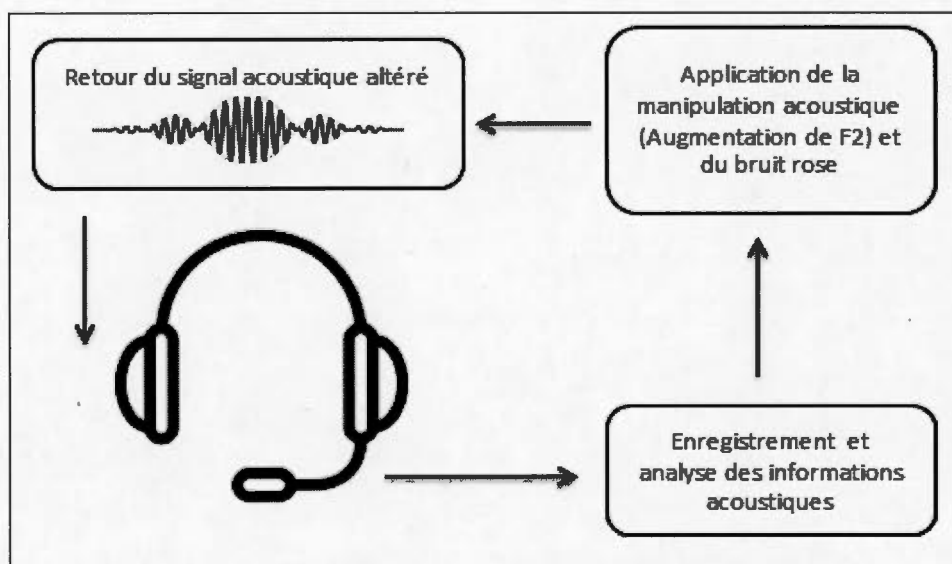 Retour du signal acoustique altéré
Application de la
manipulation acoustique
(Augmentation de F2) et
du bruit rose
Enregistrement et
analyse des informations
acoustiques